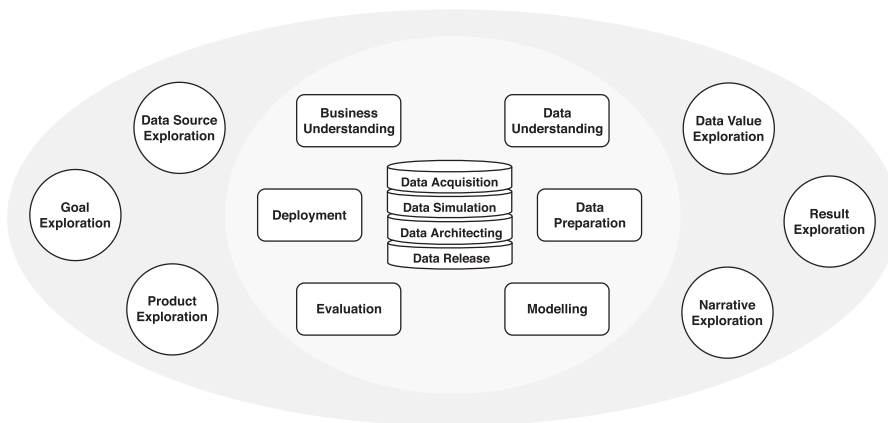 Data Source
Exploration
Business
Understanding
Data
Understanding
Data Value
Exploration
Goal
Exploration
Deployment
Data Acquisition
Data Simulation
Data Architecting
Data Release
Data
Preparation
Result
Exploration
Product
Exploration
Evaluation
Modelling
Narrative
Exploration